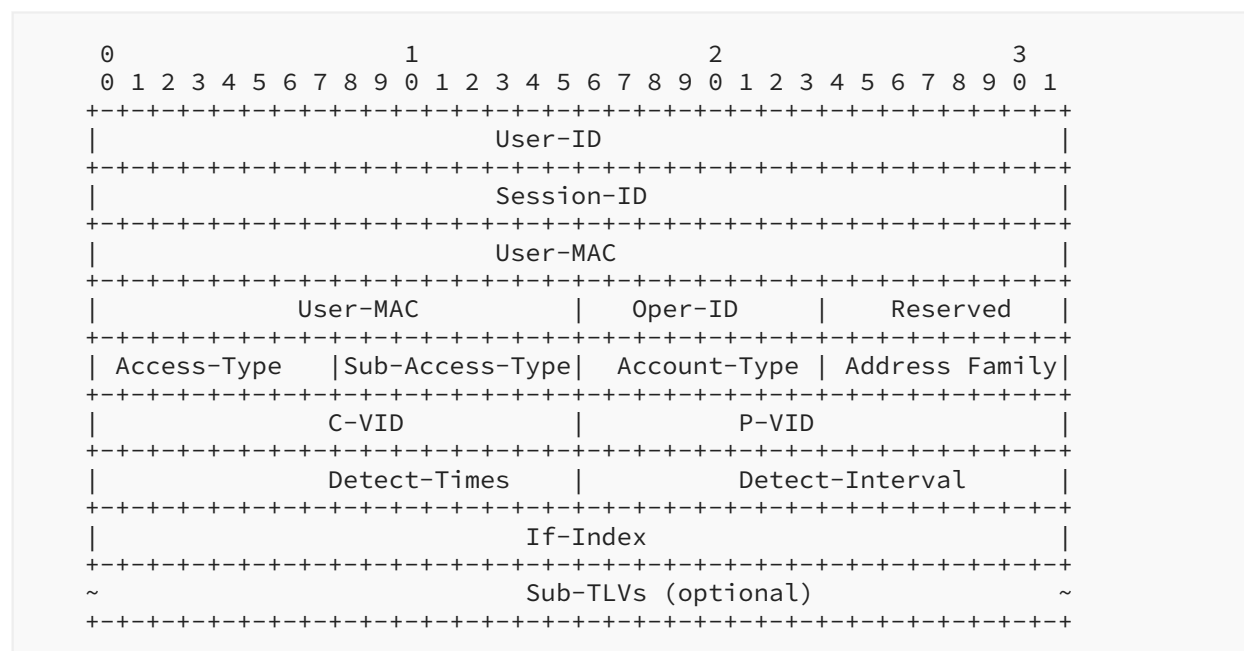 0                   1                   2                   3
 0 1 2 3 4 5 6 7 8 9 0 1 2 3 4 5 6 7 8 9 0 1 2 3 4 5 6 7 8 9 0 1
+-+-+-+-+-+-+-+-+-+-+-+-+-+-+-+-+-+-+-+-+-+-+-+-+-+-+-+-+-+-+-+-+
|                          User-ID                              |
+-+-+-+-+-+-+-+-+-+-+-+-+-+-+-+-+-+-+-+-+-+-+-+-+-+-+-+-+-+-+-+-+
|                          Session-ID                           |
+-+-+-+-+-+-+-+-+-+-+-+-+-+-+-+-+-+-+-+-+-+-+-+-+-+-+-+-+-+-+-+-+
|                          User-MAC                             |
+-+-+-+-+-+-+-+-+-+-+-+-+-+-+-+-+-+-+-+-+-+-+-+-+-+-+-+-+-+-+-+-+
|             User-MAC          |   Oper-ID     |    Reserved   |
+-+-+-+-+-+-+-+-+-+-+-+-+-+-+-+-+-+-+-+-+-+-+-+-+-+-+-+-+-+-+-+-+
| Access-Type   |Sub-Access-Type|  Account-Type | Address Family|
+-+-+-+-+-+-+-+-+-+-+-+-+-+-+-+-+-+-+-+-+-+-+-+-+-+-+-+-+-+-+-+-+
|               C-VID           |          P-VID                |
+-+-+-+-+-+-+-+-+-+-+-+-+-+-+-+-+-+-+-+-+-+-+-+-+-+-+-+-+-+-+-+-+
|               Detect-Times    |          Detect-Interval      |
+-+-+-+-+-+-+-+-+-+-+-+-+-+-+-+-+-+-+-+-+-+-+-+-+-+-+-+-+-+-+-+-+
|                            If-Index                           |
+-+-+-+-+-+-+-+-+-+-+-+-+-+-+-+-+-+-+-+-+-+-+-+-+-+-+-+-+-+-+-+-+
~                            Sub-TLVs (optional)                ~
+-+-+-+-+-+-+-+-+-+-+-+-+-+-+-+-+-+-+-+-+-+-+-+-+-+-+-+-+-+-+-+-+